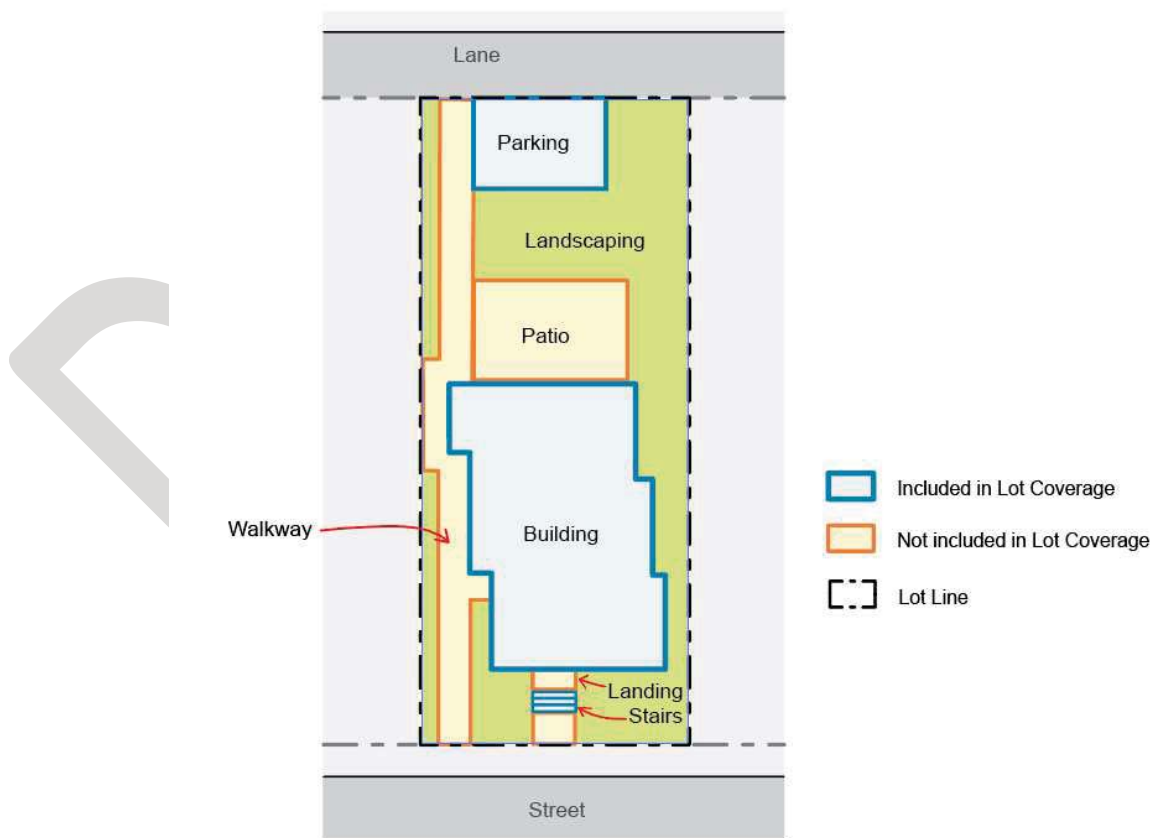 Lane
Parking
Landscaping
Patio
Walkway
Building
Landing
Stairs
Street
Included in Lot Coverage
Not included in Lot Coverage
Lot Line